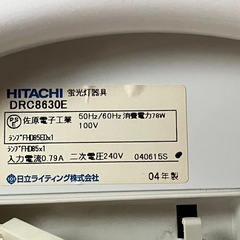 HITACHI 蛍光灯器具
DRC8630E
佐原電子工業 50Hz/60Hz 消費電力78W
100V
ﾗﾝﾌﾟFHD85EDx1
ﾗﾝﾌﾟFHD85x1
入力電流0.79A 二次電圧240V 040615S
日立ライティング株式会社 04年製